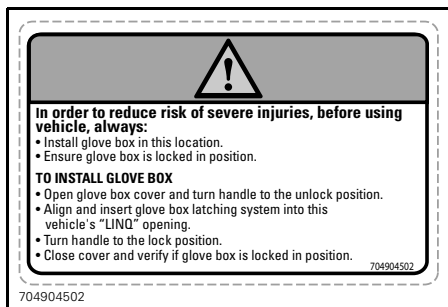 In order to reduce risk of severe injuries, before using
vehicle, always:
• Install glove box in this location.
• Ensure glove box is locked in position.
TO INSTALL GLOVE BOX
• Open glove box cover and turn handle to the unlock position.
• Align and insert glove box latching system into this
vehicle's “LINQ” opening.
• Turn handle to the lock position.
• Close cover and verify if glove box is locked in position.
704904502
704904502